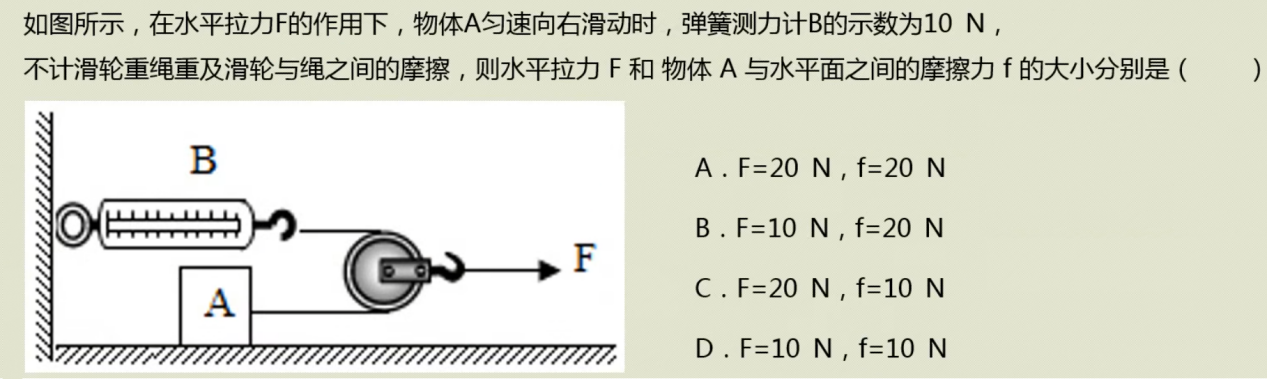 如图所示，在水平拉力F的作用下，物体A匀速向右滑动时，弹簧测力计B的示数为10 N，
不计滑轮重绳重及滑轮与绳之间的摩擦，则水平拉力 F 和 物体 A 与水平面之间的摩擦力 f 的大小分别是（　　）
B
F
A
A．F=20 N，f=20 N
B．F=10 N，f=20 N
C．F=20 N，f=10 N
D．F=10 N，f=10 N